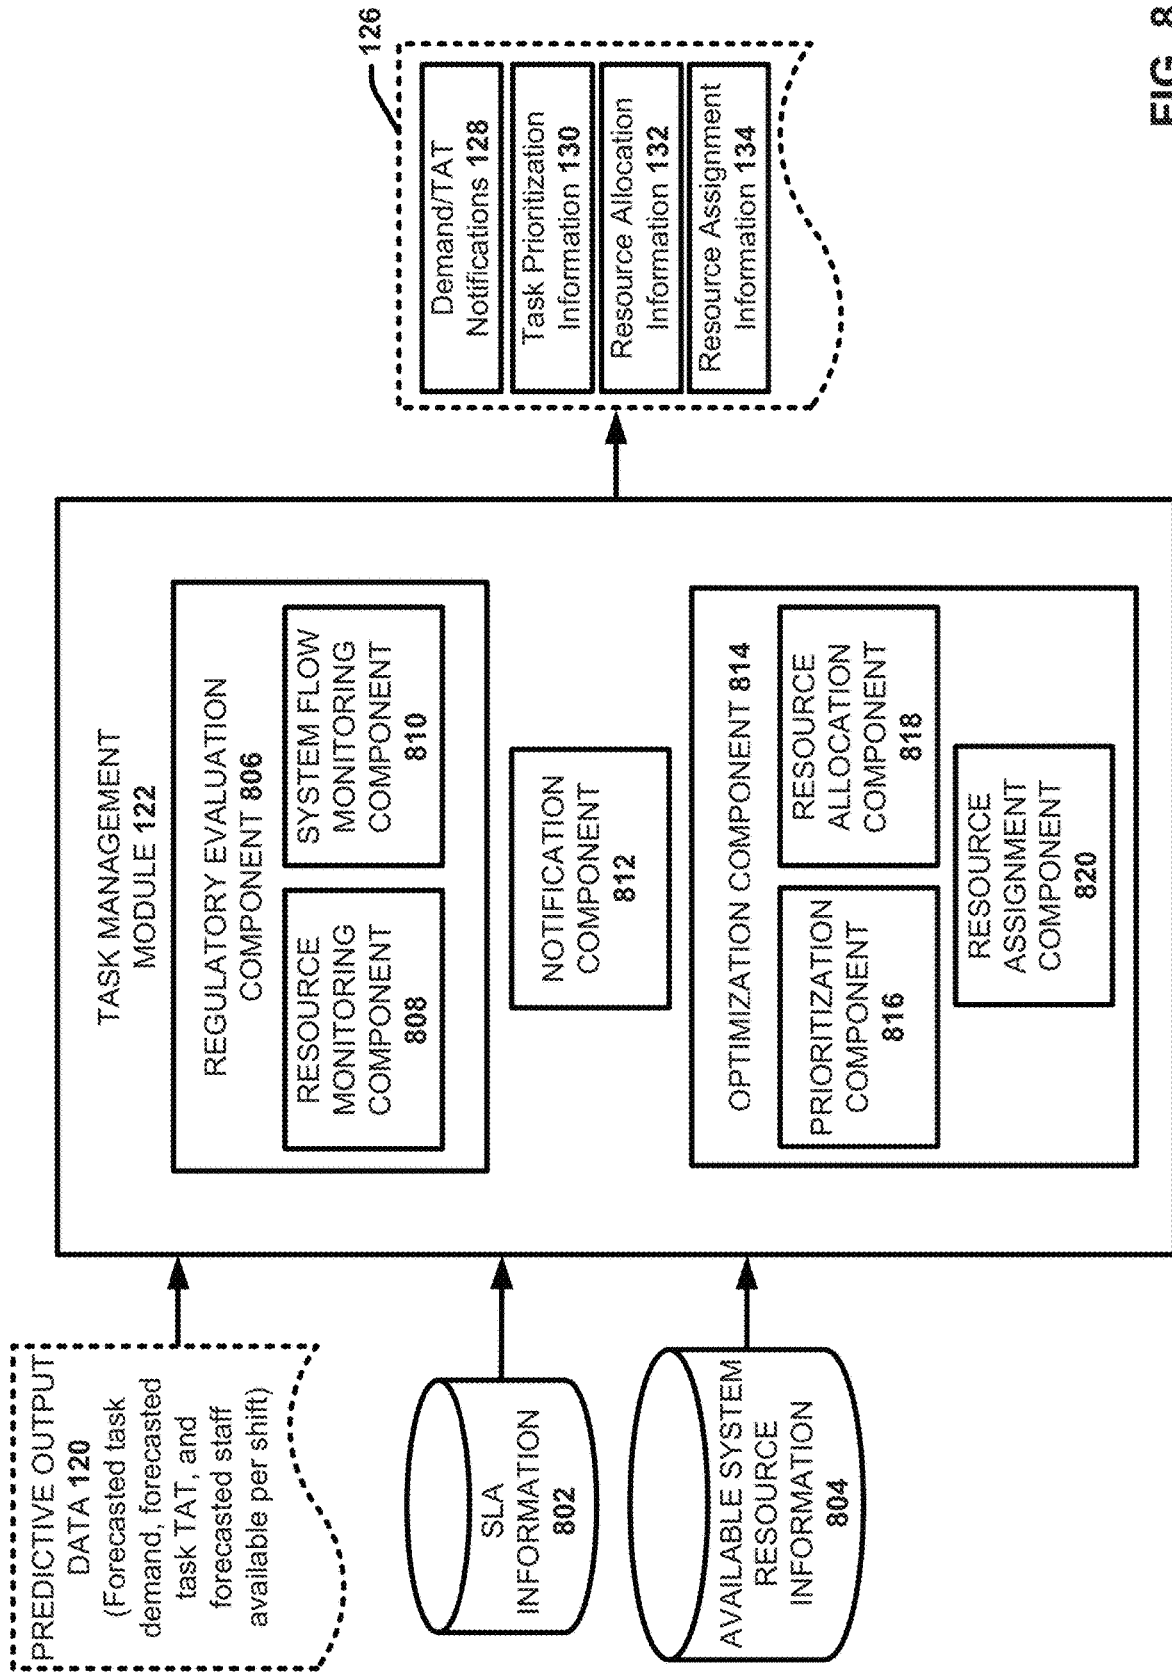 PREDICTIVE OUTPUT
DATA 120
(Forecasted task
demand, forecasted
task TAT, and
forecasted staff
available per shift)
SLA
INFORMATION
802
AVAILABLE SYSTEM
RESOURCE
INFORMATION
804
TASK MANAGEMENT
MODULE 122
REGULATORY EVALUATION
COMPONENT 806
RESOURCE
MONITORING
COMPONENT
808
SYSTEM FLOW
MONITORING
COMPONENT
810
NOTIFICATION
COMPONENT
812
OPTIMIZATION COMPONENT 814
PRIORITIZATION
COMPONENT
816
RESOURCE
ALLOCATION
COMPONENT
818
RESOURCE
ASSIGNMENT
COMPONENT
820
126
Demand/TAT
Notifications 128
Task Prioritization
Information 130
Resource Allocation
Information 132
Resource Assignment
Information 134
FIG. 8